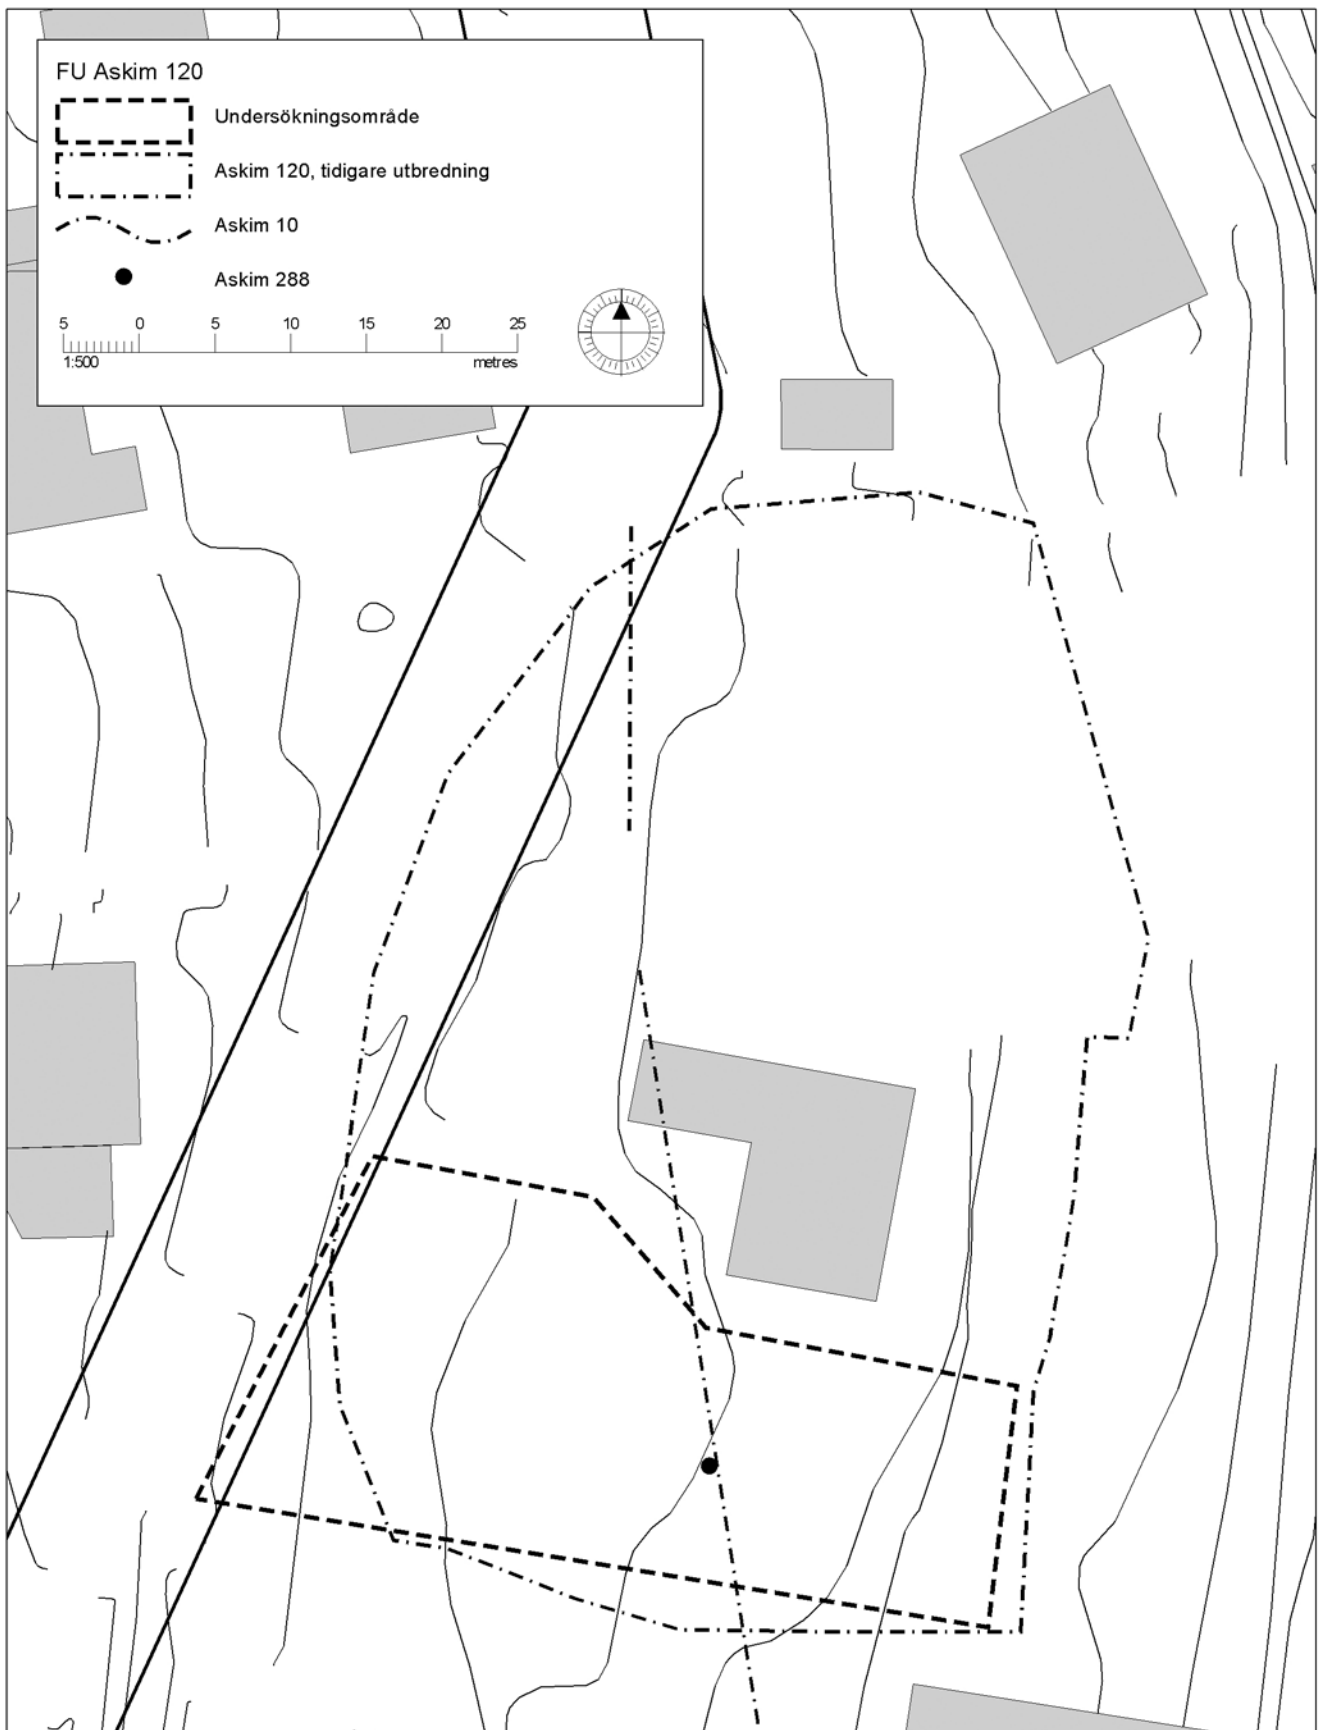 FU Askim 120
Undersökningsområde
Askim 120, tidigare utbredning
Askim 10
Askim 288
5 0 5 10 15 20 25
1:500 metres